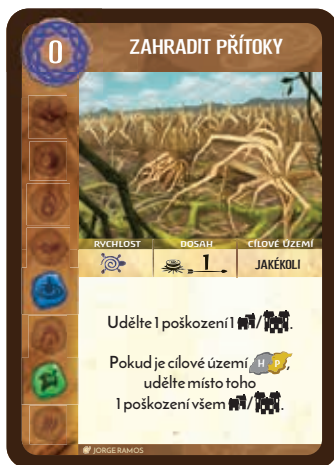 0
ZAHRADIT PŘÍTOKY
RYCHLOST DOSAH CÍLOVÉ ÚZEMÍ
1 JAKÉKOLI
Udělte 1 poškození 1 /.
Pokud je cílové území H P,
udělte místo toho
1 poškození všem /.
JORGE RAMOS